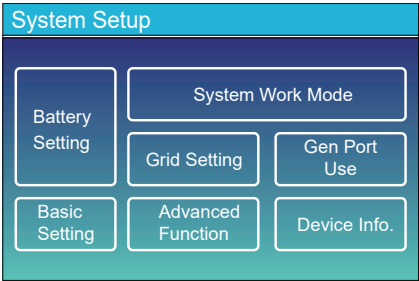 System Setup
Battery
Setting
System Work Mode
Grid Setting
Gen Port
Use
Basic
Setting
Advanced
Function
Device Info.